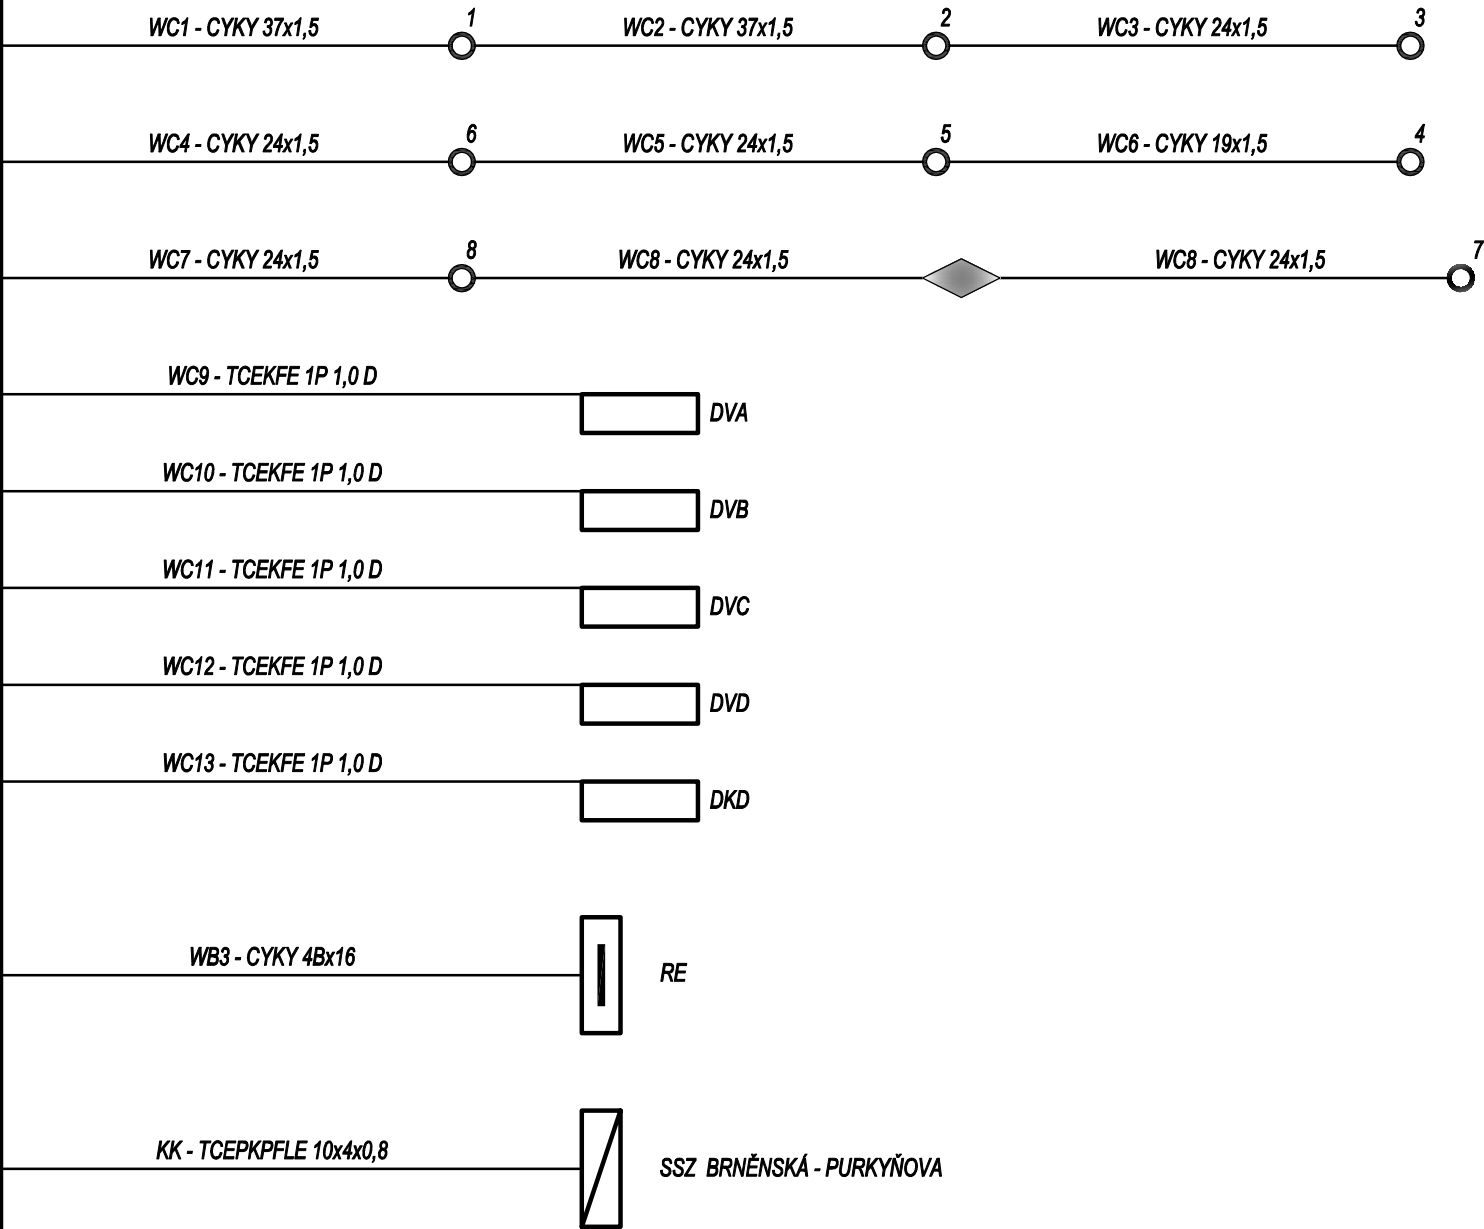 WC1 - CYKY 37x1,5 1 WC2 - CYKY 37x1,5 2 WC3 - CYKY 24x1,5 3
WC4 - CYKY 24x1,5 6 WC5 - CYKY 24x1,5 5 WC6 - CYKY 19x1,5 4
WC7 - CYKY 24x1,5 8 WC8 - CYKY 24x1,5 WC8 - CYKY 24x1,5 7
WC9 - TCEKFE 1P 1,0 D
DVA
WC10 - TCEKFE 1P 1,0 D
DVB
WC11 - TCEKFE 1P 1,0 D
DVC
WC12 - TCEKFE 1P 1,0 D
DVD
WC13 - TCEKFE 1P 1,0 D
DKD
WB3 - CYKY 4Bx16
RE
KK - TCEPKPFLE 10x4x0,8
SSZ BRNĚNSKÁ - PURKYŇOVA